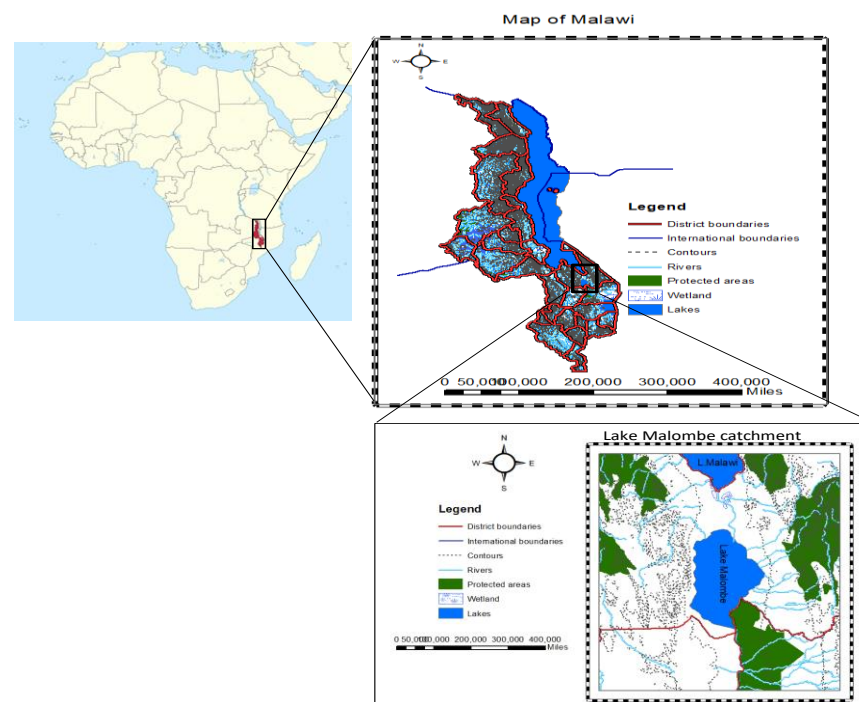 Map of Malawi
N
W E
S
Legend
District boundaries
International boundaries
Contours
Rivers
Protected areas
Wetland
Lakes
0 50,000100,000 200,000 300,000 400,000
Miles
Lake Malombe catchment
N
W E
S
Legend
District boundaries
International boundaries
Contours
Rivers
Protected areas
Wetland
Lakes
0 50,000100,000 200,000 300,000 400,000
Miles
L.Malawi
Lake Malombe